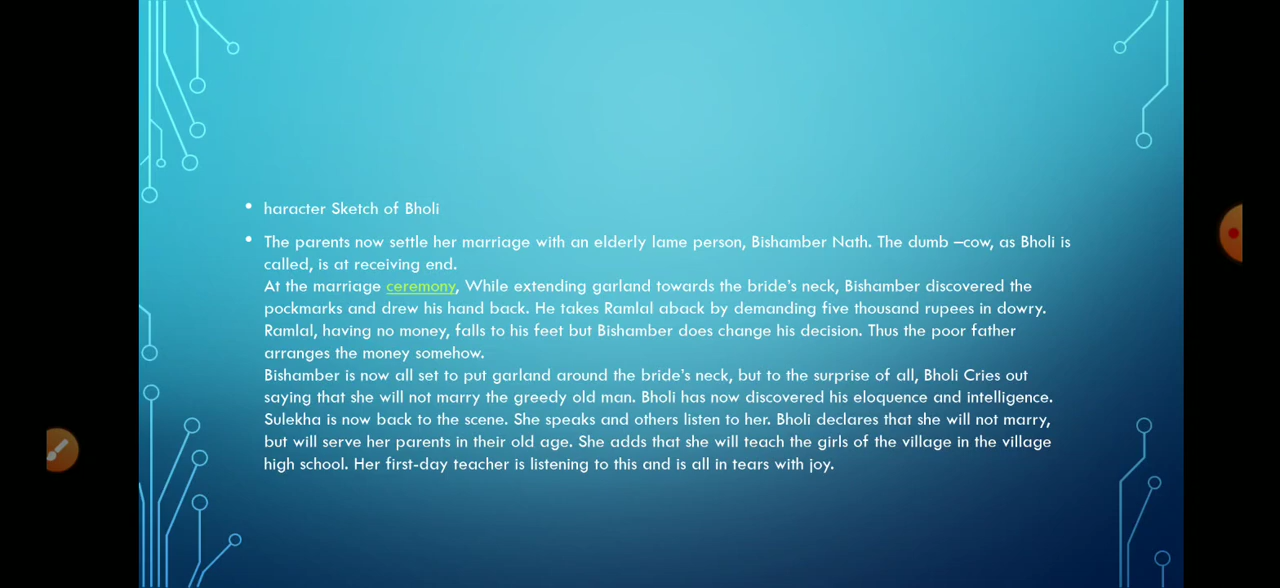 • haracter Sketch of Bholi
• The parents now settle her marriage with an elderly lame person, Bishamber Nath. The dumb –cow, as Bholi is
called, is at receiving end.
At the marriage ceremony, While extending garland towards the bride's neck, Bishamber discovered the
pockmarks and drew his hand back. He takes Ramlal aback by demanding five thousand rupees in dowry.
Ramlal, having no money, falls to his feet but Bishamber does change his decision. Thus the poor father
arranges the money somehow.
Bishamber is now all set to put garland around the bride's neck, but to the surprise of all, Bholi Cries out
saying that she will not marry the greedy old man. Bholi has now discovered his eloquence and intelligence.
Sulekha is now back to the scene. She speaks and others listen to her. Bholi declares that she will not marry,
but will serve her parents in their old age. She adds that she will teach the girls of the village in the village
high school. Her first-day teacher is listening to this and is all in tears with joy.